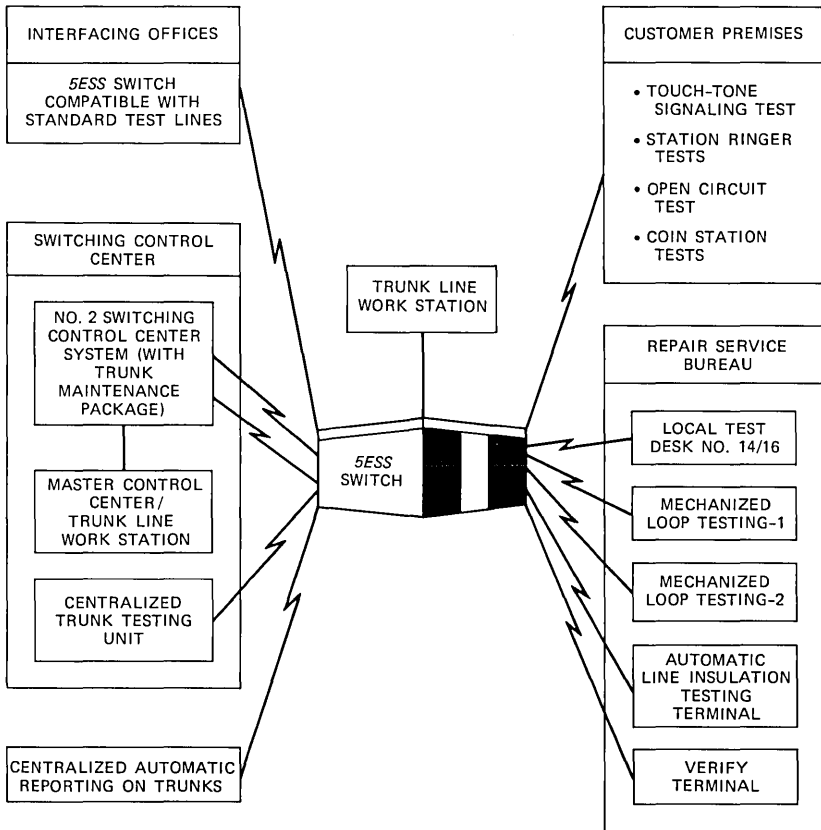 INTERFACING OFFICES
5ESS SWITCH
COMPATIBLE WITH
STANDARD TEST LINES
SWITCHING CONTROL
CENTER
NO. 2 SWITCHING
CONTROL CENTER
SYSTEM (WITH
TRUNK
MAINTENANCE
PACKAGE)
MASTER CONTROL
CENTER/
TRUNK LINE
WORK STATION
CENTRALIZED
TRUNK TESTING
UNIT
CENTRALIZED AUTOMATIC
REPORTING ON TRUNKS
TRUNK LINE
WORK STATION
5ESS
SWITCH
CUSTOMER PREMISES
• TOUCH-TONE
SIGNALING TEST
• STATION RINGER
TESTS
• OPEN CIRCUIT
TEST
• COIN STATION
TESTS
REPAIR SERVICE
BUREAU
LOCAL TEST
DESK NO. 14/16
MECHANIZED
LOOP TESTING-1
MECHANIZED
LOOP TESTING-2
AUTOMATIC
LINE INSULATION
TESTING
TERMINAL
VERIFY
TERMINAL